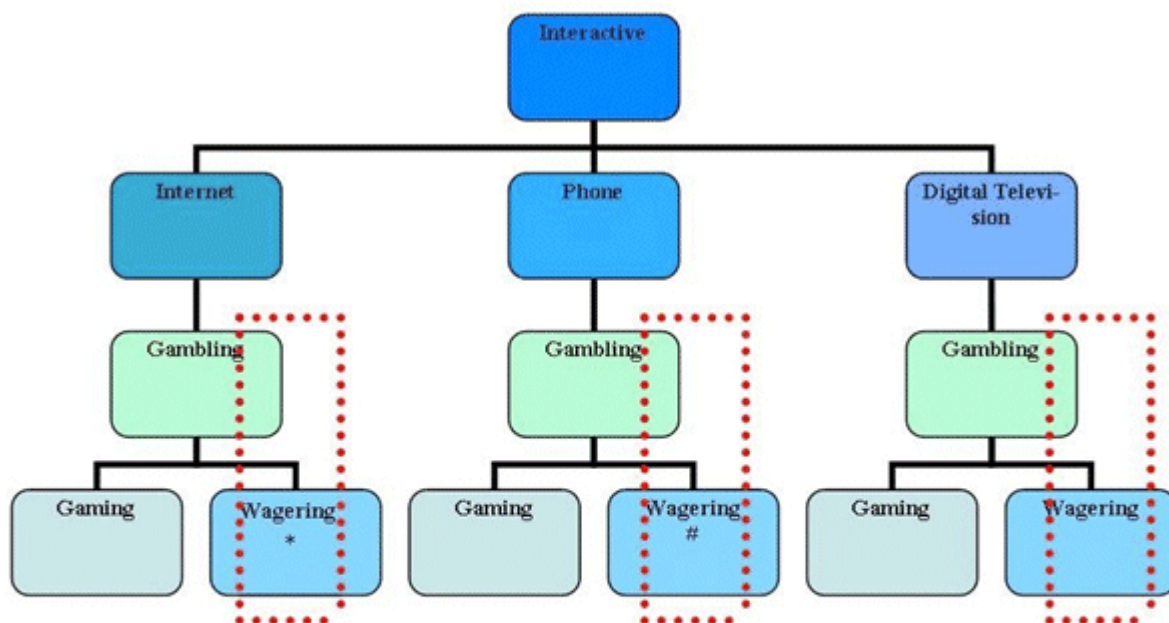 Interactive
Internet
Phone
Digital Televi-
sion
Gambling
Gambling
Gambling
Gaming
Wagering
*
Gaming
Wagering
#
Gaming
Wagering